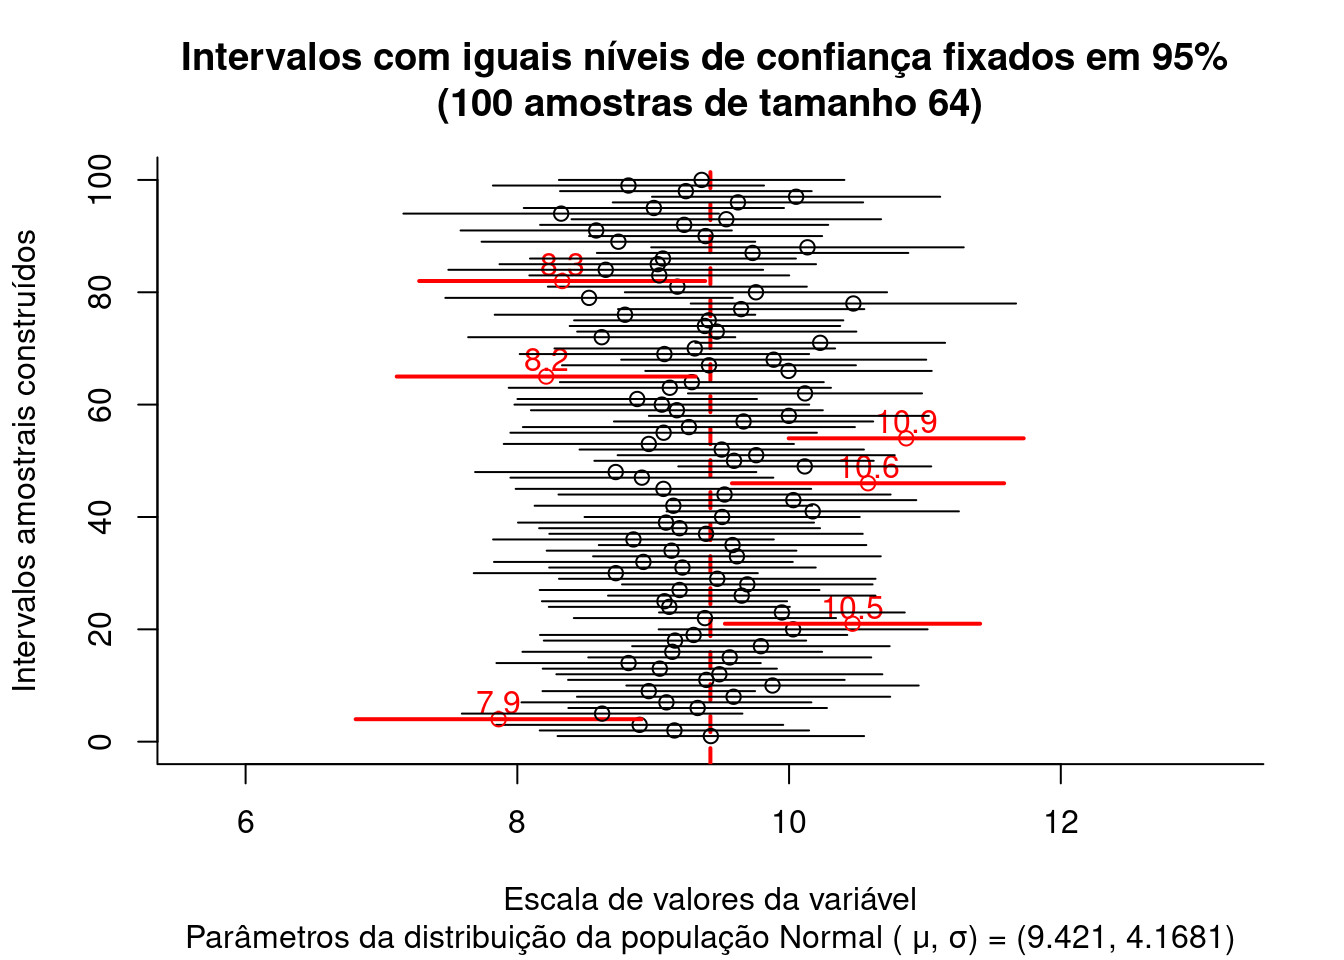 Intervalos com iguais níveis de confiança fixados em 95%
(100 amostras de tamanho 64)
Intervalos amostrais construídos
100
80
60
40
20
0
8.3
8.2
10.9
10.6
10.5
7.9
6 8 10 12
Escala de valores da variável
Parâmetros da distribuição da população Normal ( μ, σ) = (9.421, 4.1681)